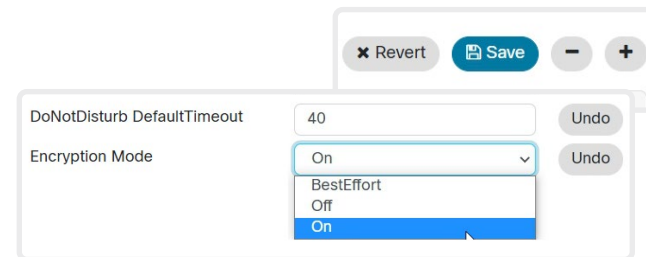 ✖ Revert Save − +
DoNotDisturb DefaultTimeout 40 Undo
Encryption Mode On Undo
BestEffort
Off
On